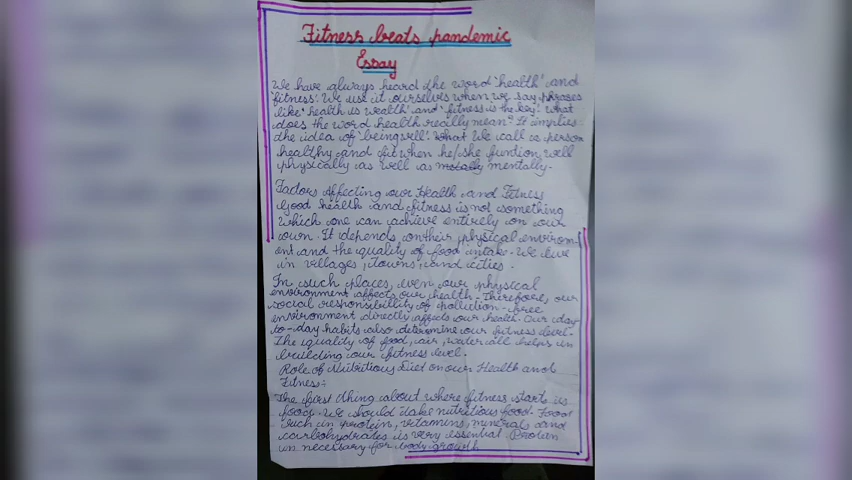 Fitness beats pandemic
Essay
We have always heard the word 'health' and
'fitness'. We use it ourselves when we say phrases
like 'health is wealth' and 'fitness is the key'. What
does the word health really mean? It implies
the idea of 'being well'. What We call a person
healthy and fit when he/she funtion well
physically as well as mentally.
Factors Affecting our Health and Fitness
Good health and fitness is not something
which one can achieve entirely on our
own. It depends on their physical environm-
ent and the quality of food intake. We live
in villages, towns, and cities.
In such places, even our physical
environment affects our health. Therefore, our
social responsibility of pollution-free
environment directly affects our health. Our day-
to-day habits also determine our fitness level.
The quality of food, air, water all helps in
building our fitness level.
Role of Nutritious Diet on our Health and
Fitness:
The first thing about where fitness starts is
food. We should take nutritious food. Food
such in protein, vitamins, minerals and
carbohydrates is very essential. Protein
in necessary for body growth